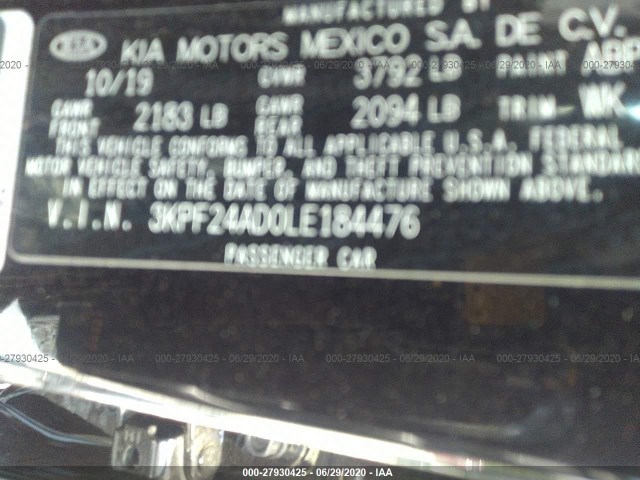 MANUFACTURED BY
KIA KIA MOTORS MEXICO S.A. DE C.V.
10/19 GVWR 3792 LB PAINT
GAWR FRONT 2183 LB GAWR REAR 2094 LB TRIM WK
THIS VEHICLE CONFORMS TO ALL APPLICABLE U.S.A. FEDERAL
MOTOR VEHICLE SAFETY, BUMPER, AND THEFT PREVENTION STANDAR
IN EFFECT ON THE DATE OF MANUFACTURE SHOWN ABOVE.
V.I.N. 3KPF24AD0LE184476
PASSENGER CAR
000-27930425 • 06/29/2020 - IAA